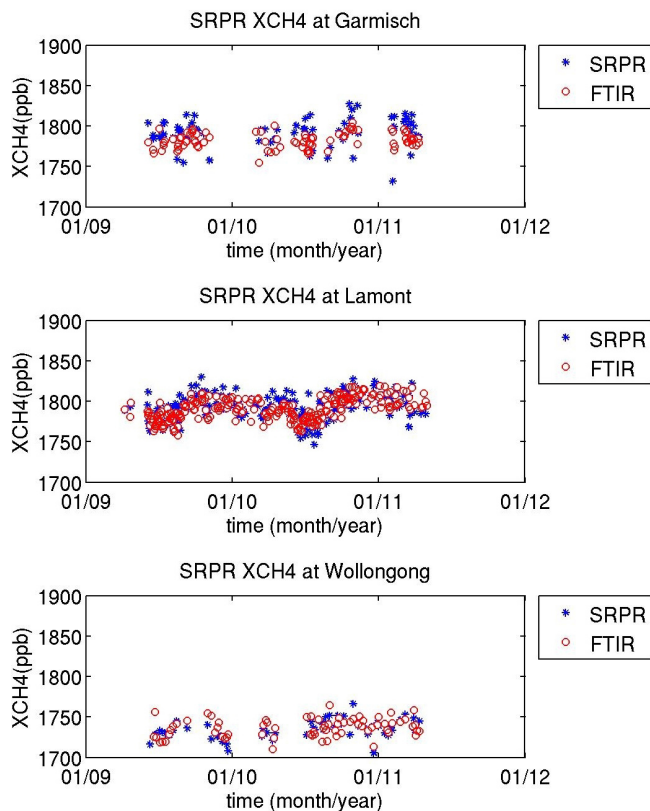 SRPR XCH4 at Garmisch
1900
1850
1800
1750
1700
XCH4(ppb)
01/09 01/10 01/11 01/12
time (month/year)
SRPR
FTIR
SRPR XCH4 at Lamont
1900
1850
1800
1750
1700
XCH4(ppb)
01/09 01/10 01/11 01/12
time (month/year)
SRPR
FTIR
SRPR XCH4 at Wollongong
1900
1850
1800
1750
1700
XCH4(ppb)
01/09 01/10 01/11 01/12
time (month/year)
SRPR
FTIR